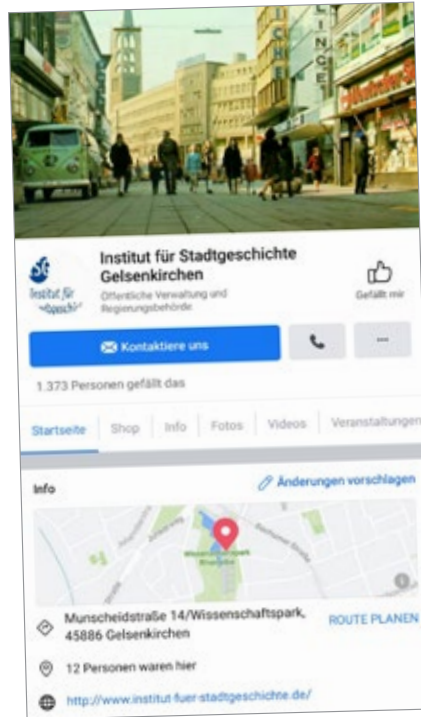 Institut für Stadtgeschichte
Gelsenkirchen
Öffentliche Verwaltung und
Regierungsbehörde
Gefällt mir
Institut für
Kontaktiere uns
1.373 Personen gefällt das
Startseite Shop Info Fotos Videos Veranstaltungen
Info
Änderungen vorschlagen
Munscheidstraße 14/Wissenschaftspark,
45886 Gelsenkirchen
ROUTE PLANEN
12 Personen waren hier
http://www.institut-fuer-stadtgeschichte.de/